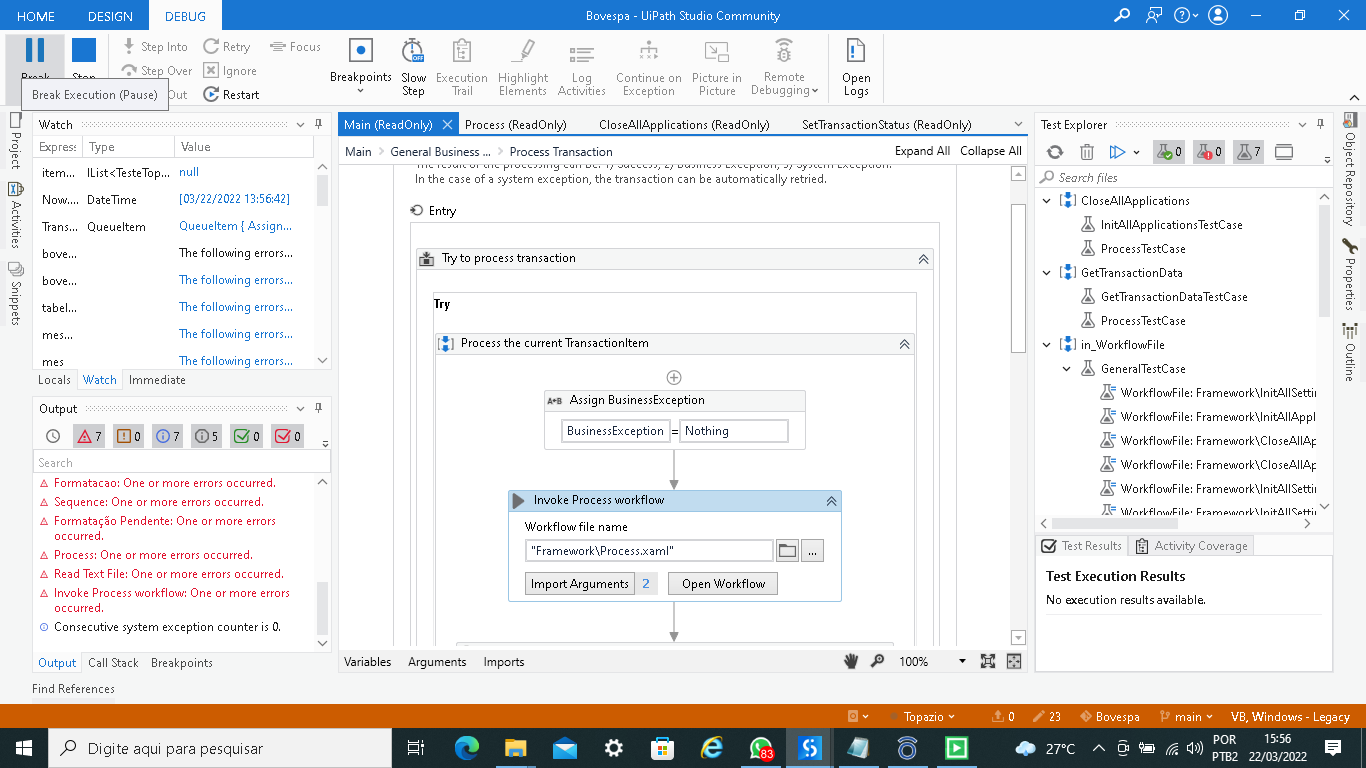 HOME DESIGN DEBUG
Bovespa - UiPath Studio Community
Break
Stop
Step Into
Step Over
Out
Retry
Ignore
Restart
Focus
Breakpoints
Slow
Step
Execution
Trail
Highlight
Elements
Log
Activities
Continue on
Exception
Picture in
Picture
Remote
Debugging
Open
Logs
Break Execution (Pause)
Project
Activities
Snippets
Watch
Expres Type Value
item... IList<TesteTop... null
Now.... DateTime [03/22/2022 13:56:42]
Trans... QueueItem QueueItem { Assign...
bove... The following errors...
bove... The following errors...
tabel... The following errors...
mes... The following errors...
mes The following errors...
Locals Watch Immediate
Output
7 0 7 5 0 0
Search
Formatacao: One or more errors occurred.
Sequence: One or more errors occurred.
Formatação Pendente: One or more errors
occurred.
Process: One or more errors occurred.
Read Text File: One or more errors occurred.
Invoke Process workflow: One or more errors
occurred.
Consecutive system exception counter is 0.
Output Call Stack Breakpoints
Find References
Main (ReadOnly) Process (ReadOnly) CloseAllApplications (ReadOnly) SetTransactionStatus (ReadOnly)
Main General Business ... Process Transaction Expand All Collapse All
The result of the processing can be: 1) Success, 2) Business Exception, 3) System Exception.
In the case of a system exception, the transaction can be automatically retried.
Entry
Try to process transaction
Try
Process the current TransactionItem
A+B Assign BusinessException
BusinessException = Nothing
Invoke Process workflow
Workflow file name
"Framework\Process.xaml" ...
Import Arguments 2 Open Workflow
Variables Arguments Imports 100%
Test Explorer
0 0 7
Search files
CloseAllApplications
InitAllApplicationsTestCase
ProcessTestCase
GetTransactionData
GetTransactionDataTestCase
ProcessTestCase
in_WorkflowFile
GeneralTestCase
WorkflowFile: Framework\InitAllSettir
WorkflowFile: Framework\InitAllAppl
WorkflowFile: Framework\CloseAllAp
WorkflowFile: Framework\CloseAllAp
WorkflowFile: Framework\InitAllSettir
WorkflowFile: Framework\InitAllSettir
Test Results Activity Coverage
Test Execution Results
No execution results available.
Object Repository
Properties
Outline
Topazio 0 23 Bovespa main VB, Windows - Legacy
Digite aqui para pesquisar
83
27°C
POR
PTB2
15:56
22/03/2022